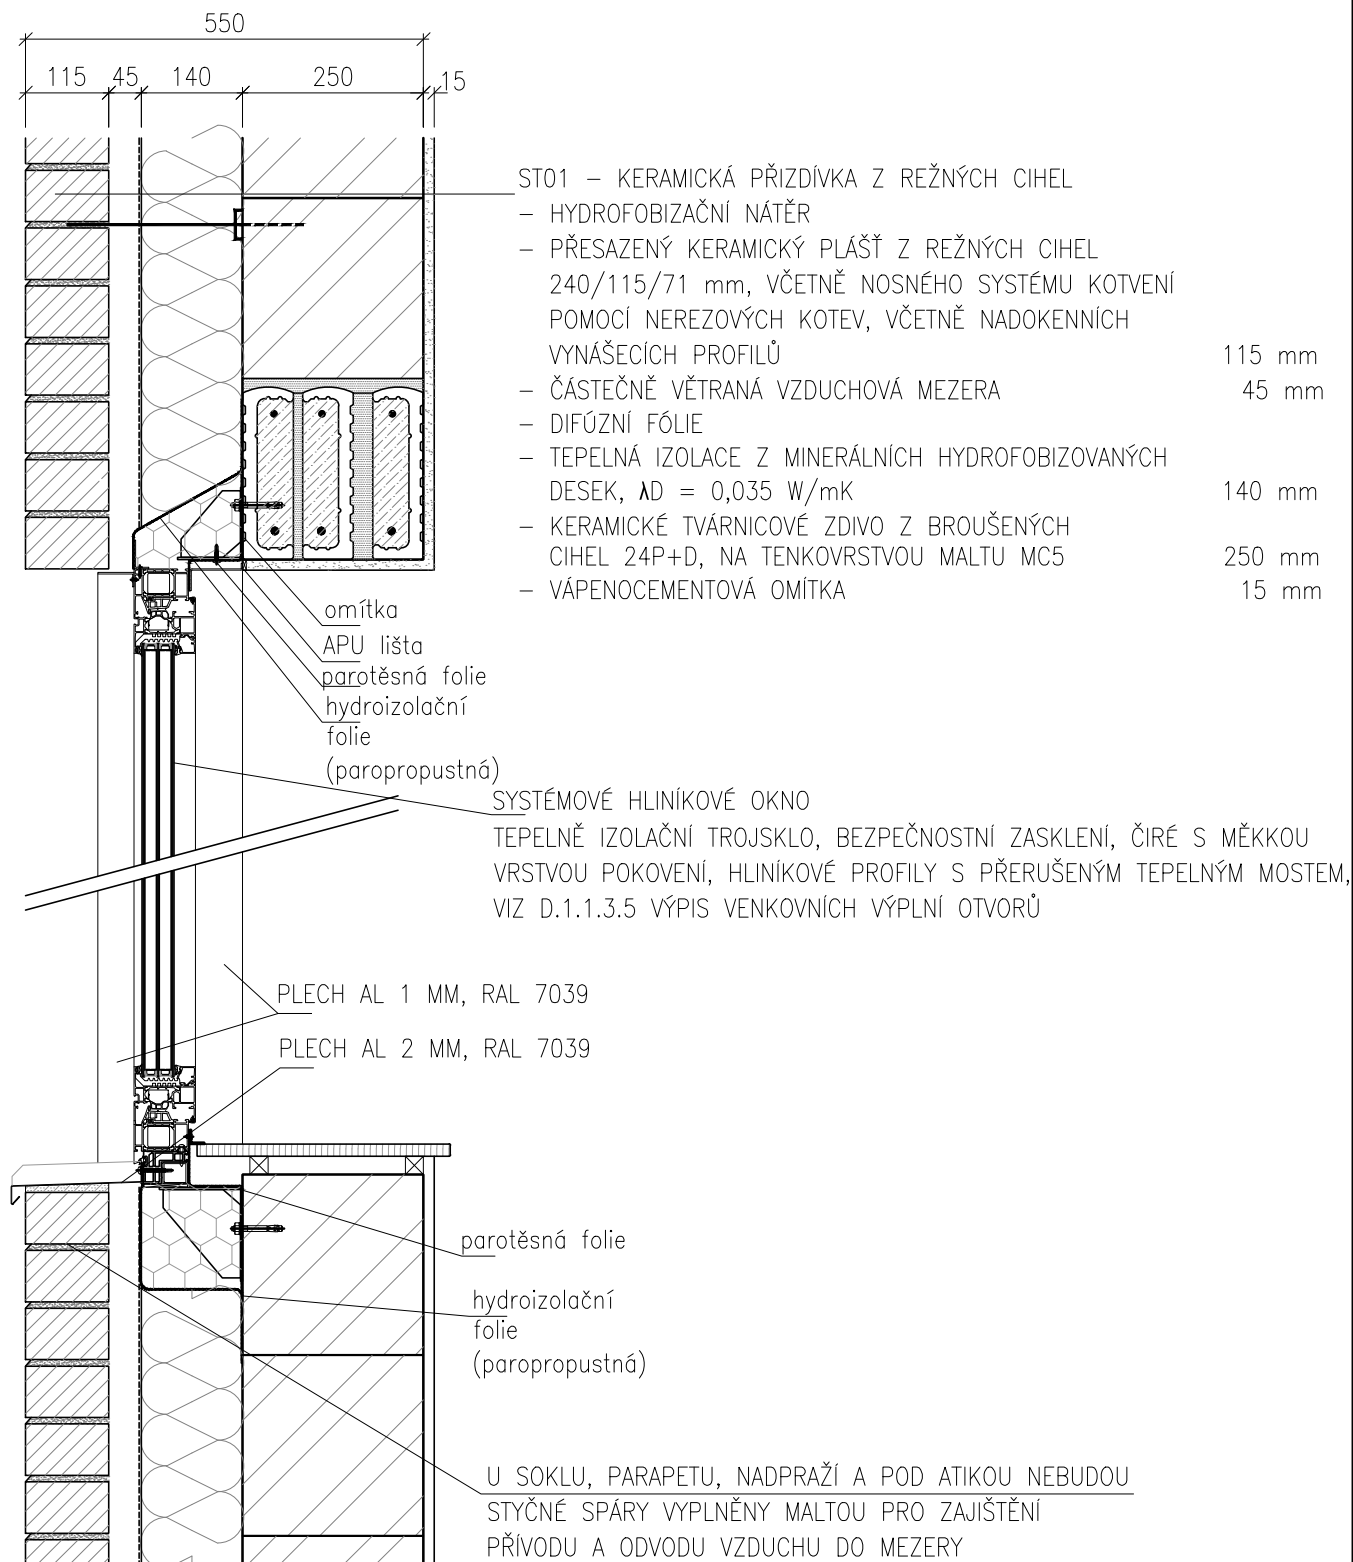 550
115 45 140 250 15
ST01 – KERAMICKÁ PŘIZDÍVKA Z REŽNÝCH CIHEL
– HYDROFOBIZAČNÍ NÁTĚR
– PŘESAZENÝ KERAMICKÝ PLÁŠŤ Z REŽNÝCH CIHEL
240/115/71 mm, VČETNĚ NOSNÉHO SYSTÉMU KOTVENÍ
POMOCÍ NEREZOVÝCH KOTEV, VČETNĚ NADOKENNÍCH
VYNÁŠECÍCH PROFILŮ 115 mm
– ČÁSTEČNĚ VĚTRANÁ VZDUCHOVÁ MEZERA 45 mm
– DIFÚZNÍ FÓLIE
– TEPELNÁ IZOLACE Z MINERÁLNÍCH HYDROFOBIZOVANÝCH
DESEK, λD = 0,035 W/mK 140 mm
– KERAMICKÉ TVÁRNICOVÉ ZDIVO Z BROUŠENÝCH
CIHEL 24P+D, NA TENKOVRSTVOU MALTU MC5 250 mm
– VÁPENOCEMENTOVÁ OMÍTKA 15 mm
omítka
APU lišta
parotěsná folie
hydroizolační
folie
(paropropustná)
SYSTÉMOVÉ HLINÍKOVÉ OKNO
TEPELNĚ IZOLAČNÍ TROJSKLO, BEZPEČNOSTNÍ ZASKLENÍ, ČIRÉ S MĚKKOU
VRSTVOU POKOVENÍ, HLINÍKOVÉ PROFILY S PŘERUŠENÝM TEPELNÝM MOSTEM,
VIZ D.1.1.3.5 VÝPIS VENKOVNÍCH VÝPLNÍ OTVORŮ
PLECH AL 1 MM, RAL 7039
PLECH AL 2 MM, RAL 7039
parotěsná folie
hydroizolační
folie
(paropropustná)
U SOKLU, PARAPETU, NADPRAŽÍ A POD ATIKOU NEBUDOU
STYČNÉ SPÁRY VYPLNĚNY MALTOU PRO ZAJIŠTĚNÍ
PŘÍVODU A ODVODU VZDUCHU DO MEZERY